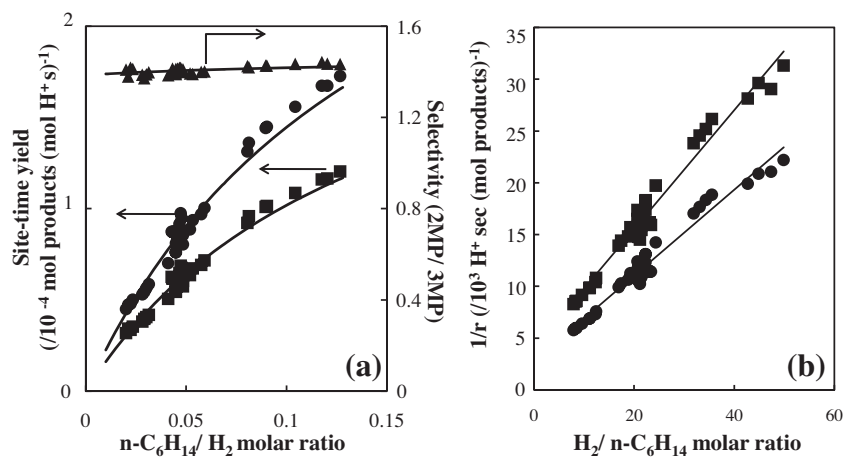 2
1
0
Site-time yield
(/10⁻⁴ mol products (mol H⁺ s)⁻¹
1.6
1.2
0.8
0.4
0
Selectivity (2MP/ 3MP)
(a)
0 0.05 0.1 0.15
n-C₆H₁₄/ H₂ molar ratio
35
30
25
20
15
10
5
0
1/r (/10³ H⁺ sec (mol products)⁻¹
(b)
0 20 40 60
H₂/ n-C₆H₁₄ molar ratio